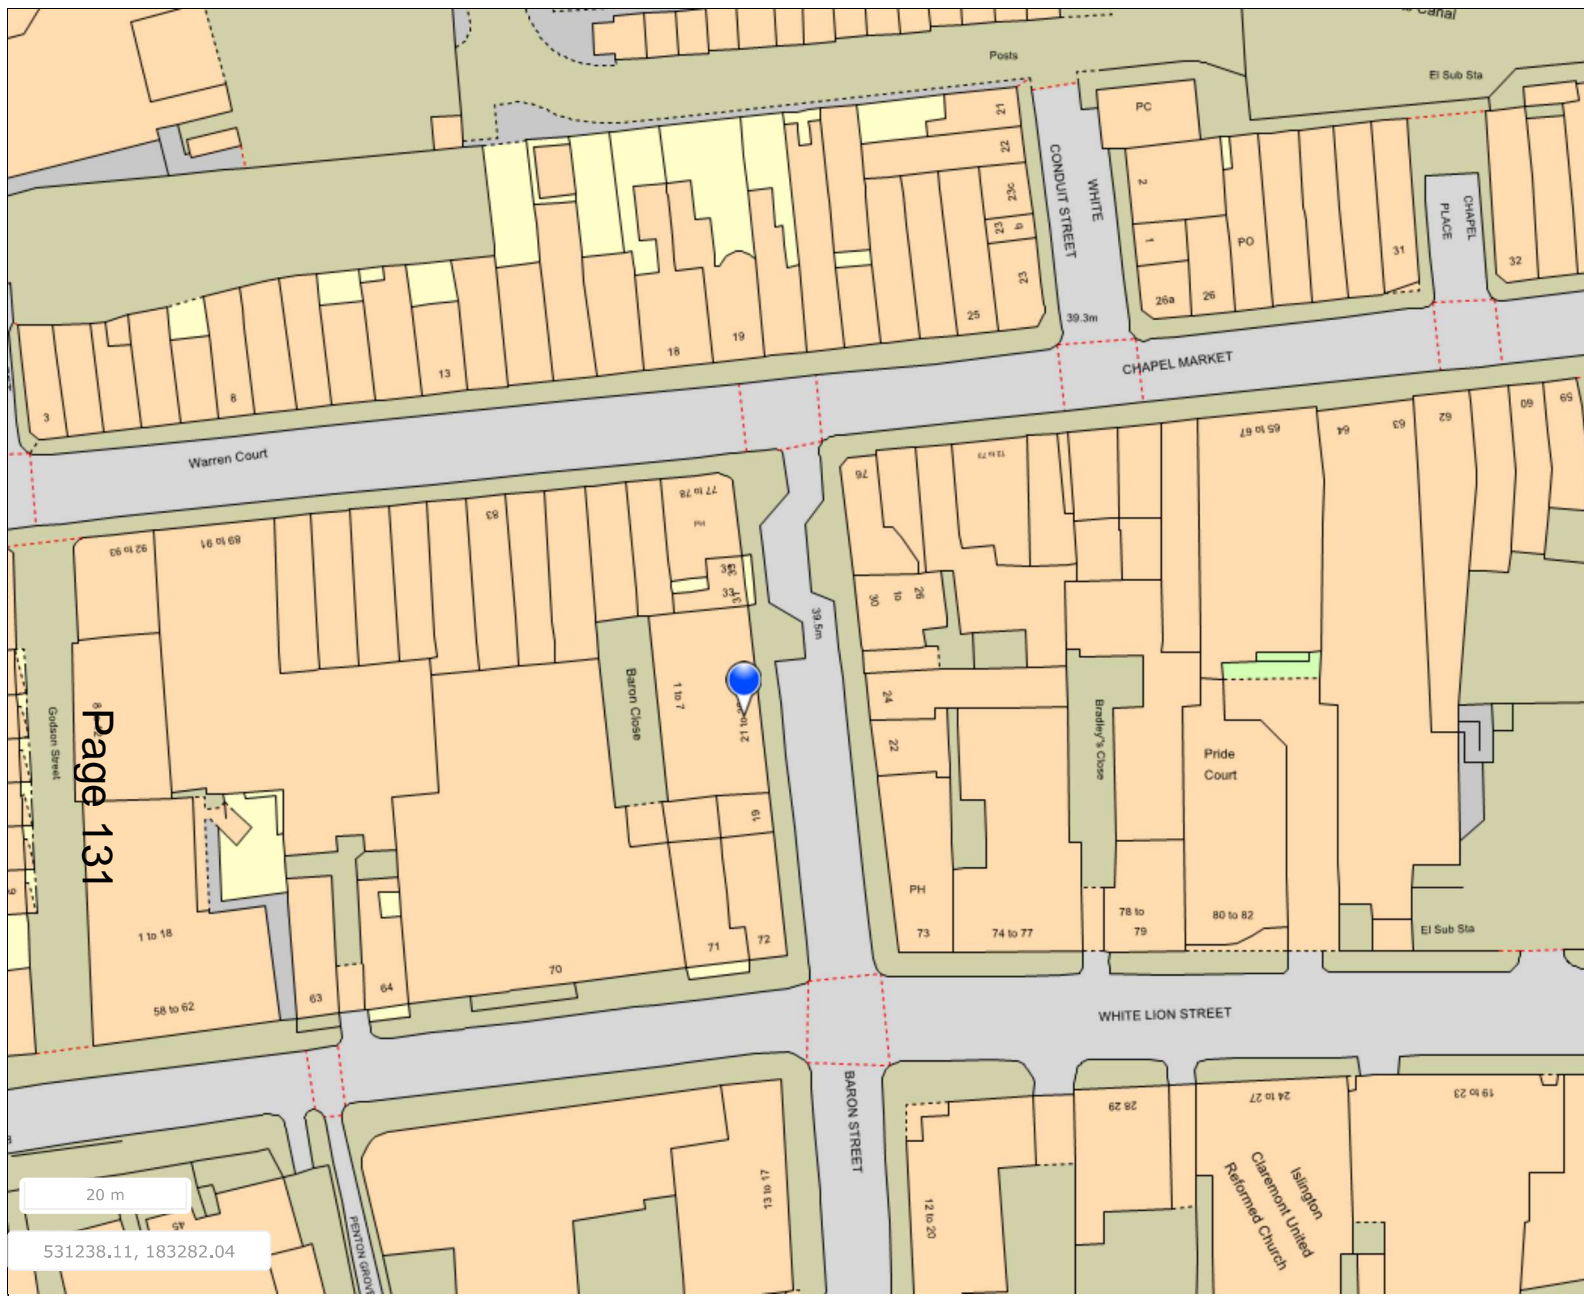 Canal
Posts
El Sub Sta
PC
21
22
23c
23
b
23
CONDUIT STREET
WHITE
2
1
26a
26
PO
31
CHAPEL
PLACE
32
39.3m
CHAPEL MARKET
3
8
13
18
19
25
Warren Court
92 to 93
89 to 91
83
77 to 78
PH
76
72 to 73
65 to 67
64
63
62
60
59
30
to
26
39.5m
Godson Street
Page 131
Baron Close
1 to 7
24
22
Bradley's Close
Pride
Court
19
1 to 18
58 to 62
63
64
70
71
72
PH
73
74 to 77
78 to
79
80 to 82
El Sub Sta
WHITE LION STREET
BARON STREET
13 to 17
12 to 20
28 29
24 to 27
19 to 23
Islington
Claremont United
Reformed Church
20 m
45
531238.11, 183282.04
PENTON GROVE